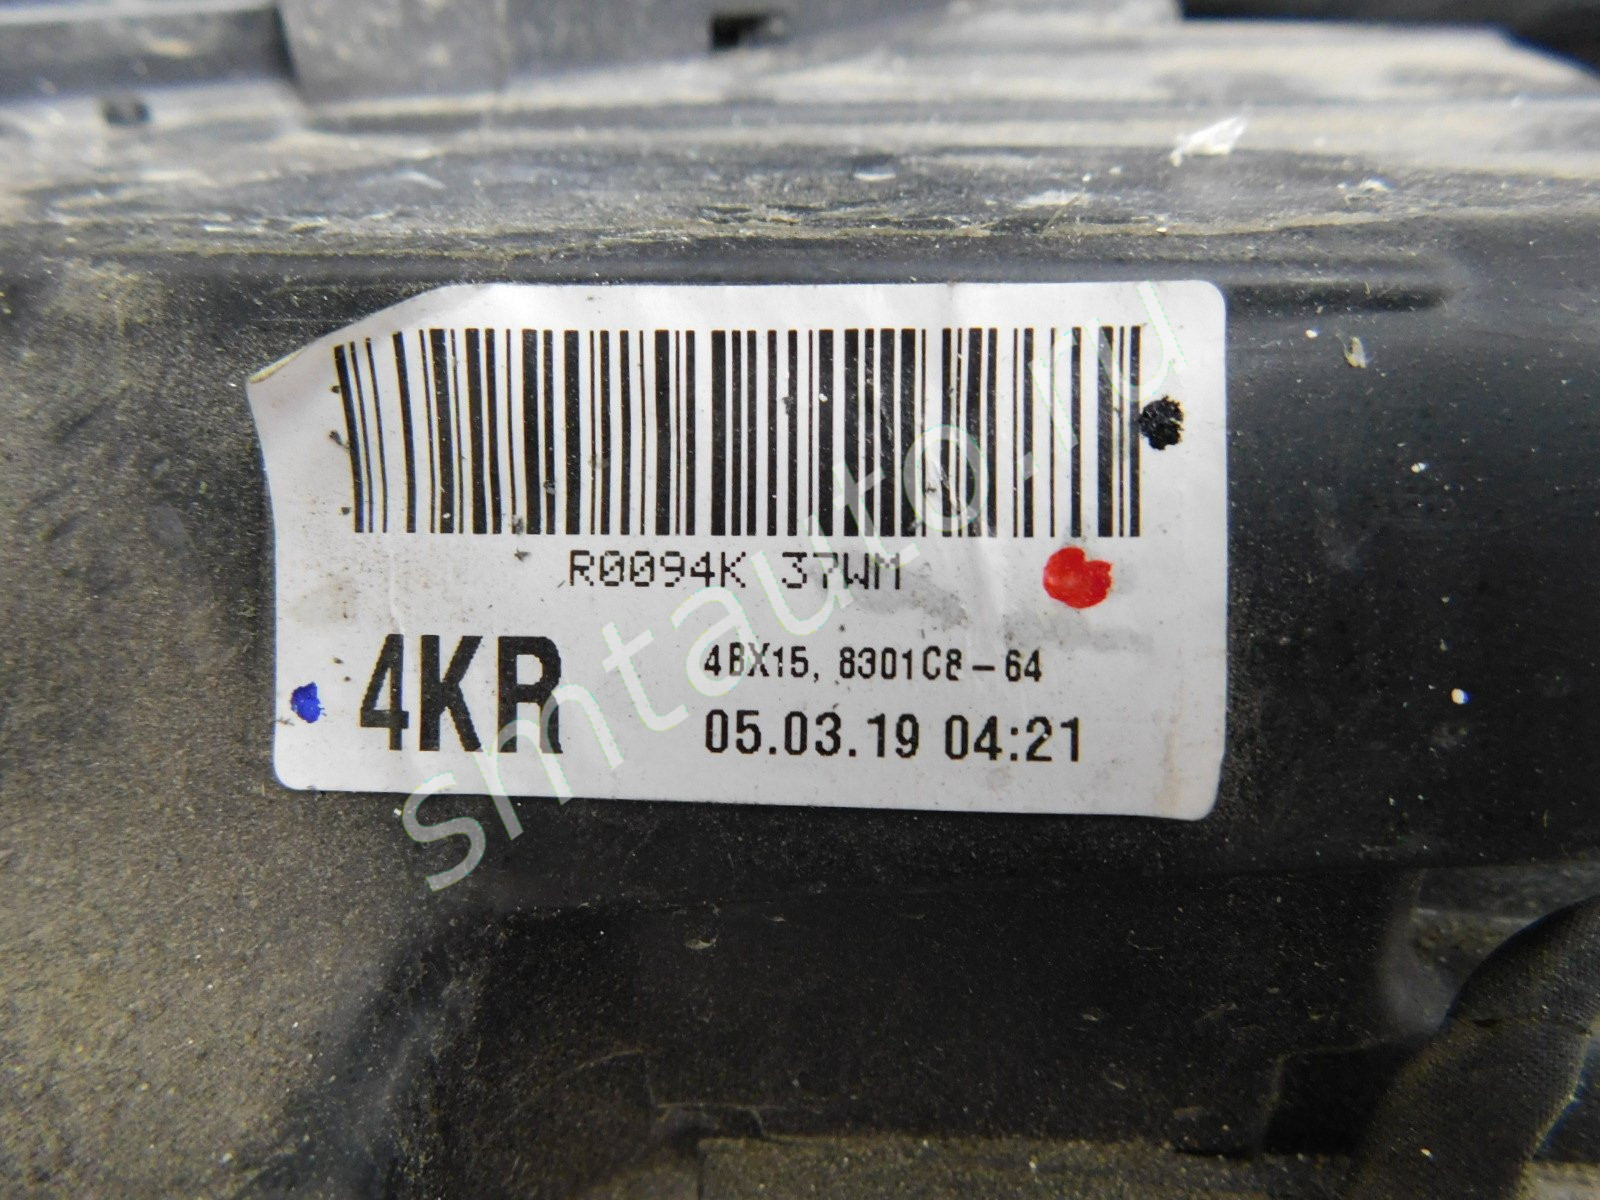 R0094K 37WM
4KR
4BX15, 8301C8-64
05.03.19 04:21
smtauto.ru